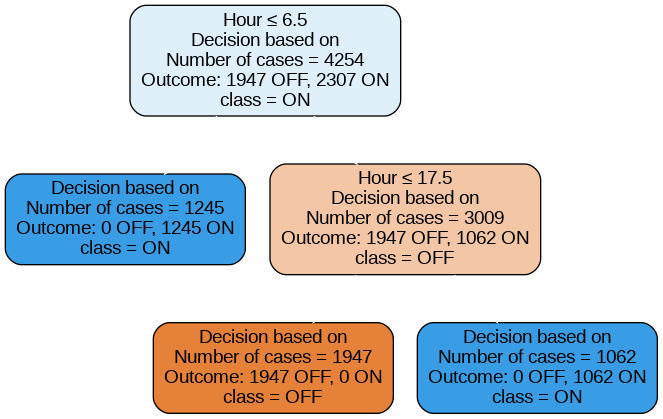 Hour ≤ 6.5
Decision based on
Number of cases = 4254
Outcome: 1947 OFF, 2307 ON
class = ON
Decision based on
Number of cases = 1245
Outcome: 0 OFF, 1245 ON
class = ON
Hour ≤ 17.5
Decision based on
Number of cases = 3009
Outcome: 1947 OFF, 1062 ON
class = OFF
Decision based on
Number of cases = 1947
Outcome: 1947 OFF, 0 ON
class = OFF
Decision based on
Number of cases = 1062
Outcome: 0 OFF, 1062 ON
class = ON